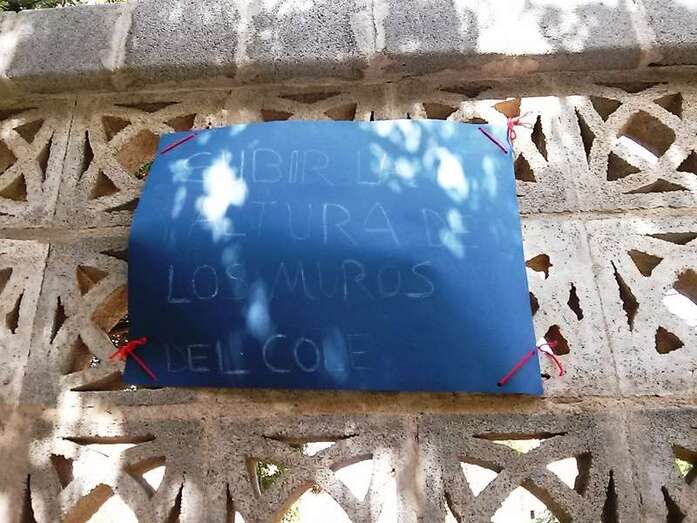 SUBIR LA
ALTURA DE
LOS MUROS
DEL COLE